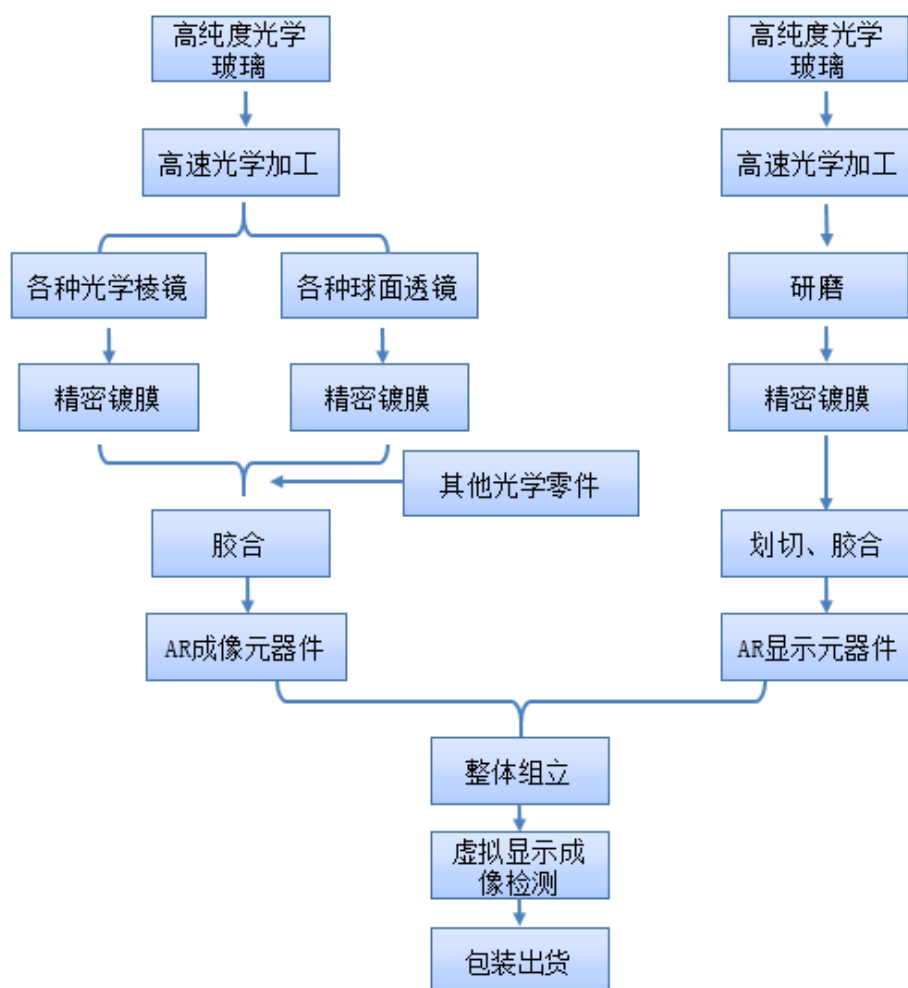 高纯度光学
玻璃
高纯度光学
玻璃
高速光学加工
高速光学加工
各种光学棱镜
各种球面透镜
研磨
精密镀膜
精密镀膜
精密镀膜
其他光学零件
胶合
划切、胶合
AR成像元器件
AR显示元器件
整体组立
虚拟显示成
像检测
包装出货